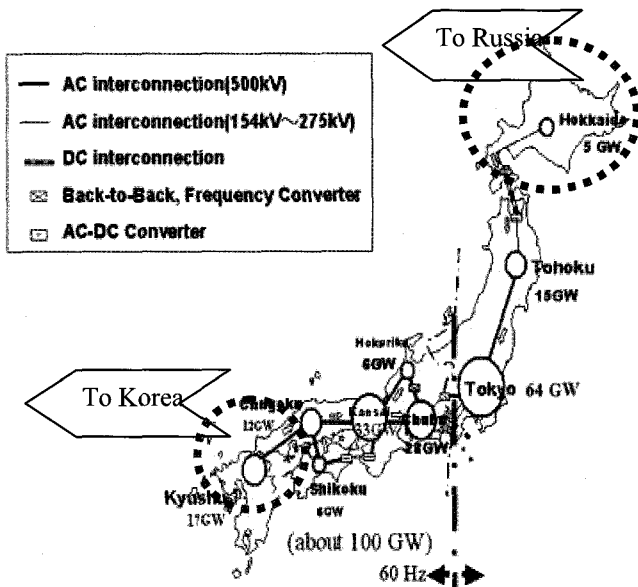 To Russia
AC interconnection(500kV)
AC interconnection(154kV~275kV)
DC interconnection
Back-to-Back, Frequency Converter
AC-DC Converter
Hokkaido
5 GW
Tohoku
15GW
Hokuriku
6GW
To Korea
Tokyo 64 GW
Chugoku
12GW
Kansai
33GW
Chubu
28GW
Kyushu
17GW
Shikoku
6GW
(about 100 GW)
60 Hz